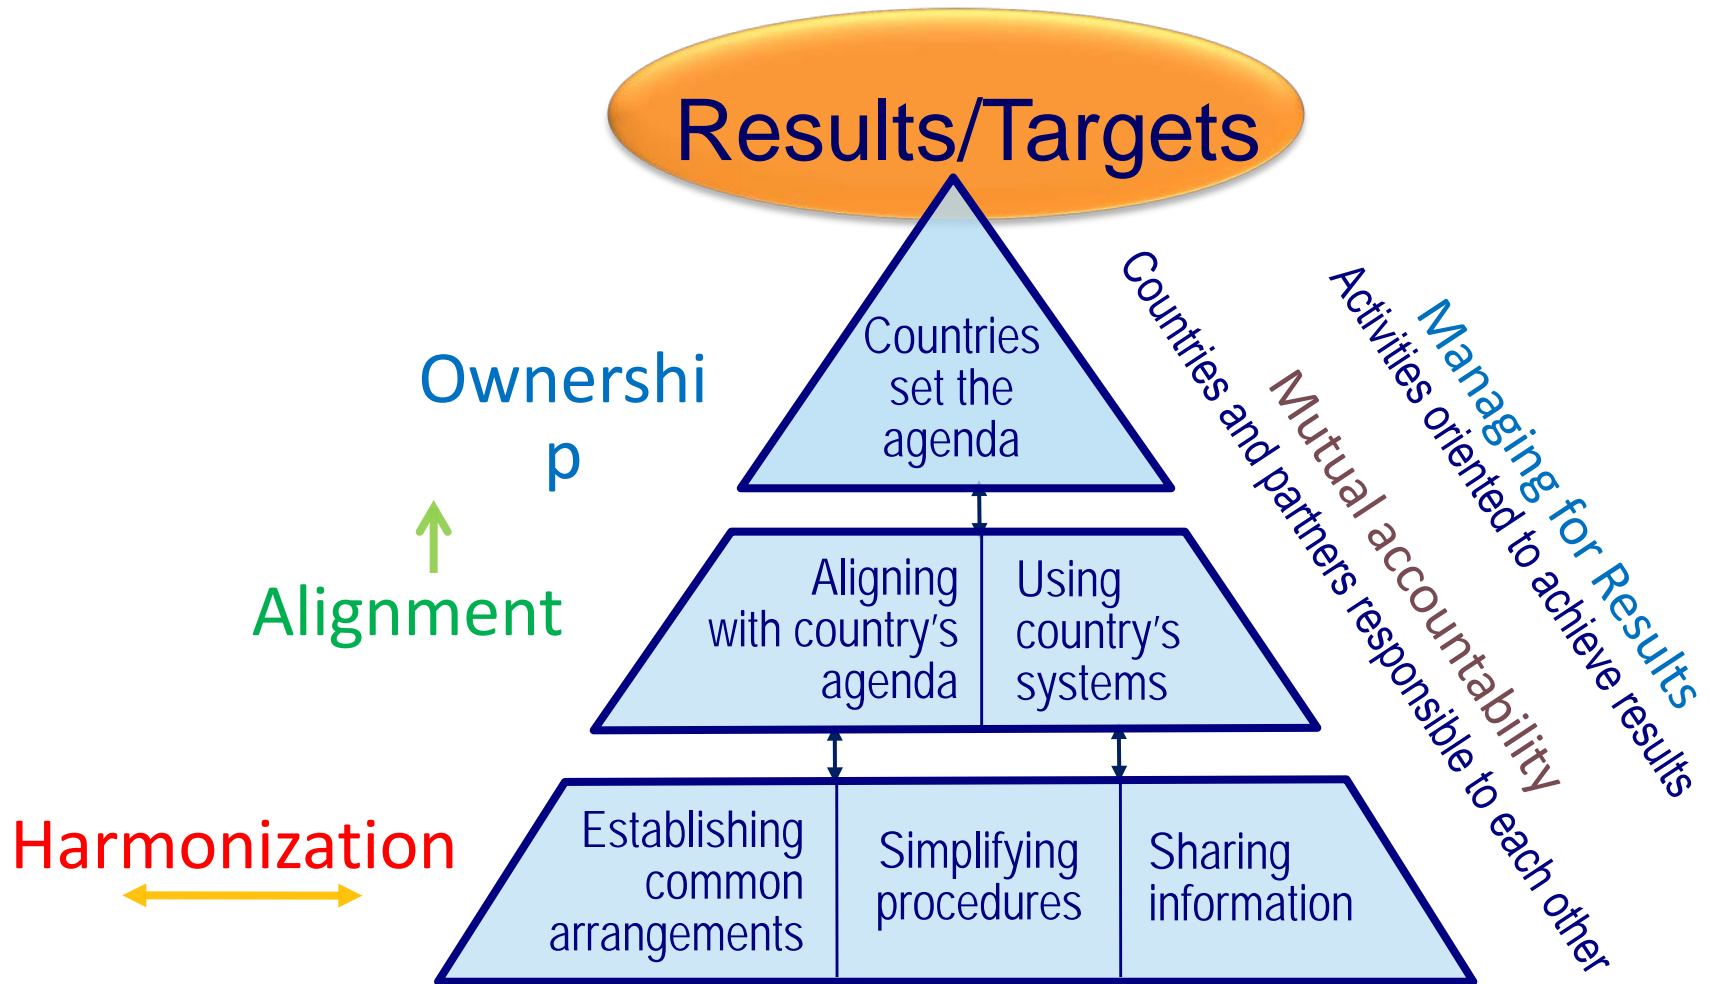 Results/Targets
Countries
set the
agenda
Ownershi
p
Alignment
Aligning
with country's
agenda
Using
country's
systems
Harmonization
Establishing
common
arrangements
Simplifying
procedures
Sharing
information
Countries and partners responsible to each other
Mutual accountability
Activities oriented to achieve results
Managing for Results